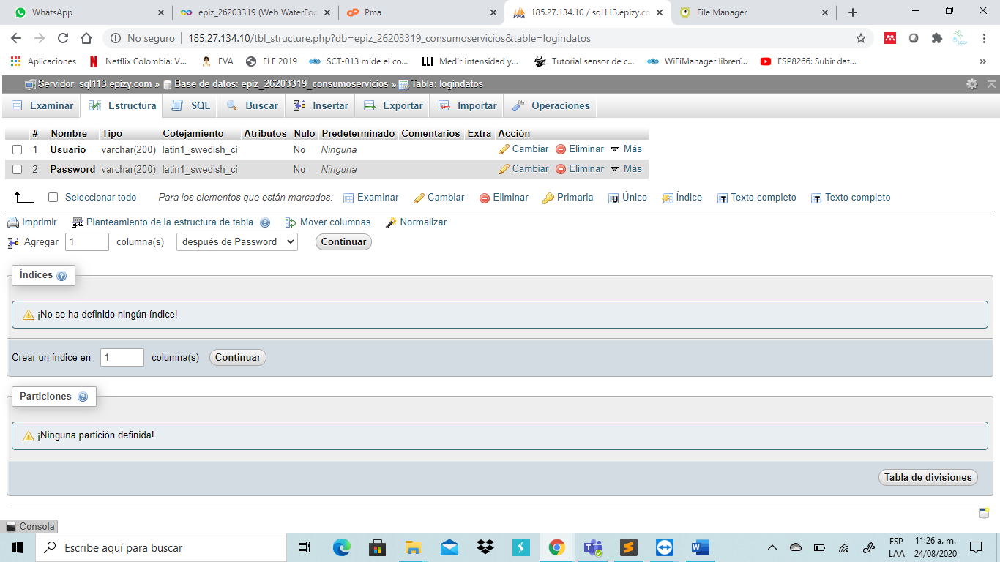 WhatsApp
epiz_26203319 (Web WaterFoc
Pma
185.27.134.10 / sql113.epizy.co
File Manager
No seguro
185.27.134.10/tbl_structure.php?db=epiz_26203319_consumoservicios&table=logindatos
Aplicaciones
Netflix Colombia: V...
EVA
ELE 2019
SCT-013 mide el co...
Medir intensidad y...
Tutorial sensor de c...
WiFiManager librerí...
ESP8266: Subir dat...
Servidor: sql113.epizy.com » Base de datos: epiz_26203319_consumoservicios » Tabla: logindatos
Examinar Estructura SQL Buscar Insertar Exportar Importar Operaciones
# Nombre Tipo Cotejamiento Atributos Nulo Predeterminado Comentarios Extra Acción
1 Usuario varchar(200) latin1_swedish_ci No Ninguna Cambiar Eliminar Más
2 Password varchar(200) latin1_swedish_ci No Ninguna Cambiar Eliminar Más
Seleccionar todo Para los elementos que están marcados: Examinar Cambiar Eliminar Primaria Único Índice Texto completo Texto completo
Imprimir Planteamiento de la estructura de tabla Mover columnas Normalizar
Agregar 1 columna(s) después de Password Continuar
Índices
¡No se ha definido ningún índice!
Crear un índice en 1 columna(s) Continuar
Particiones
¡Ninguna partición definida!
Tabla de divisiones
Consola
Escribe aquí para buscar
ESP
LAA
11:26 a. m.
24/08/2020